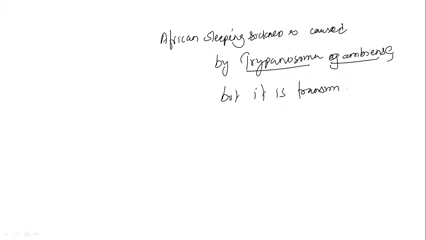 African sleeping sickness is caused
by Trypanosoma gambiense,
but it is transm